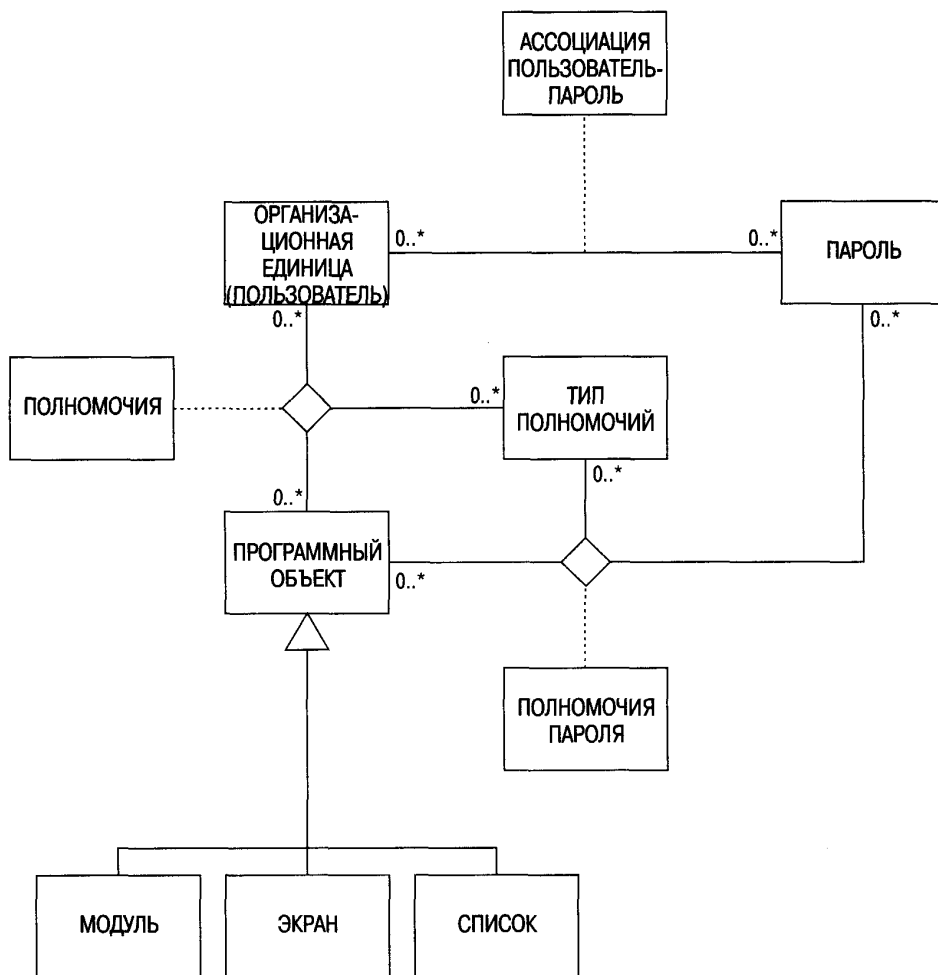 АССОЦИАЦИЯ
ПОЛЬЗОВАТЕЛЬ-
ПАРОЛЬ
ОРГАНИЗА-
ЦИОННАЯ
ЕДИНИЦА
(ПОЛЬЗОВАТЕЛЬ)
0..*
0..*
ПАРОЛЬ
0..*
0..*
ПОЛНОМОЧИЯ
0..*
ТИП
ПОЛНОМОЧИЙ
0..*
0..*
ПРОГРАММНЫЙ
ОБЪЕКТ
0..*
ПОЛНОМОЧИЯ
ПАРОЛЯ
МОДУЛЬ
ЭКРАН
СПИСОК